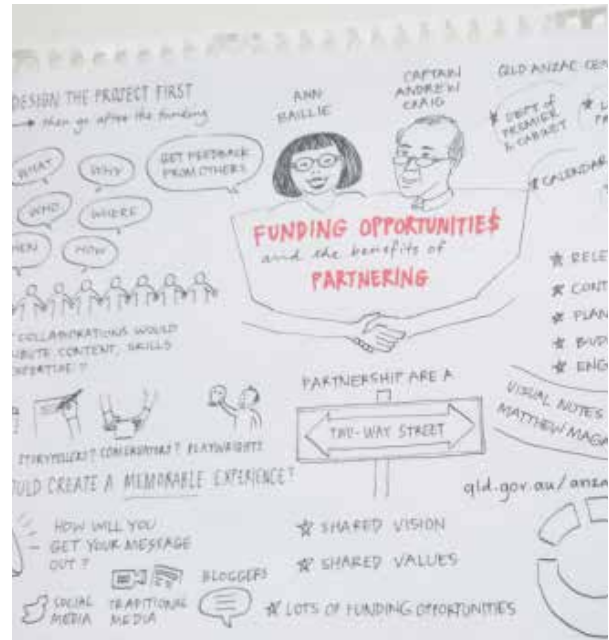 DESIGN THE PROJECT FIRST
then go after the funding
WHAT
WHY
GET FEEDBACK
FROM OTHERS
WHO
WHERE
HOW
COLLABORATIONS WOULD
CONTENT, SKILLS
STORYTELLERS? CONSERVATORS? PLAYWRIGHTS
CREATE A MEMORABLE EXPERIENCE?
HOW WILL YOU
GET YOUR MESSAGE
OUT?
SOCIAL
MEDIA
TRADITIONAL
MEDIA
BLOGGERS
ANN
BAILLIE
CAPTAIN
ANDREW
CRAIG
FUNDING OPPORTUNITIE$
and the benefits of
PARTNERING
PARTNERSHIP ARE A
TWO-WAY STREET
SHARED VISION
SHARED VALUES
LOTS OF FUNDING OPPORTUNITIES
QLD ANZAC CEN
DEPT of
PREMIER
& CABINET
CALENDAR
RELE
CONT
PLAN
BUD
ENG
VISUAL NOTES
MATTHEW MAGA
qld.gov.au/anza